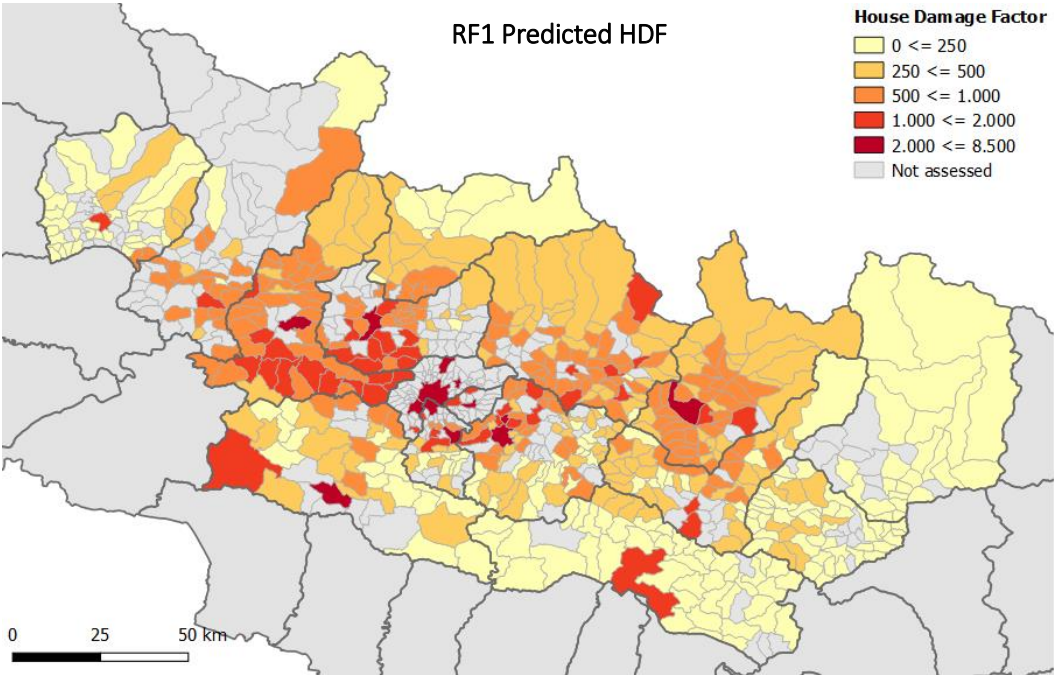 RF1 Predicted HDF
House Damage Factor
0 <= 250
250 <= 500
500 <= 1.000
1.000 <= 2.000
2.000 <= 8.500
Not assessed
0 25 50 km